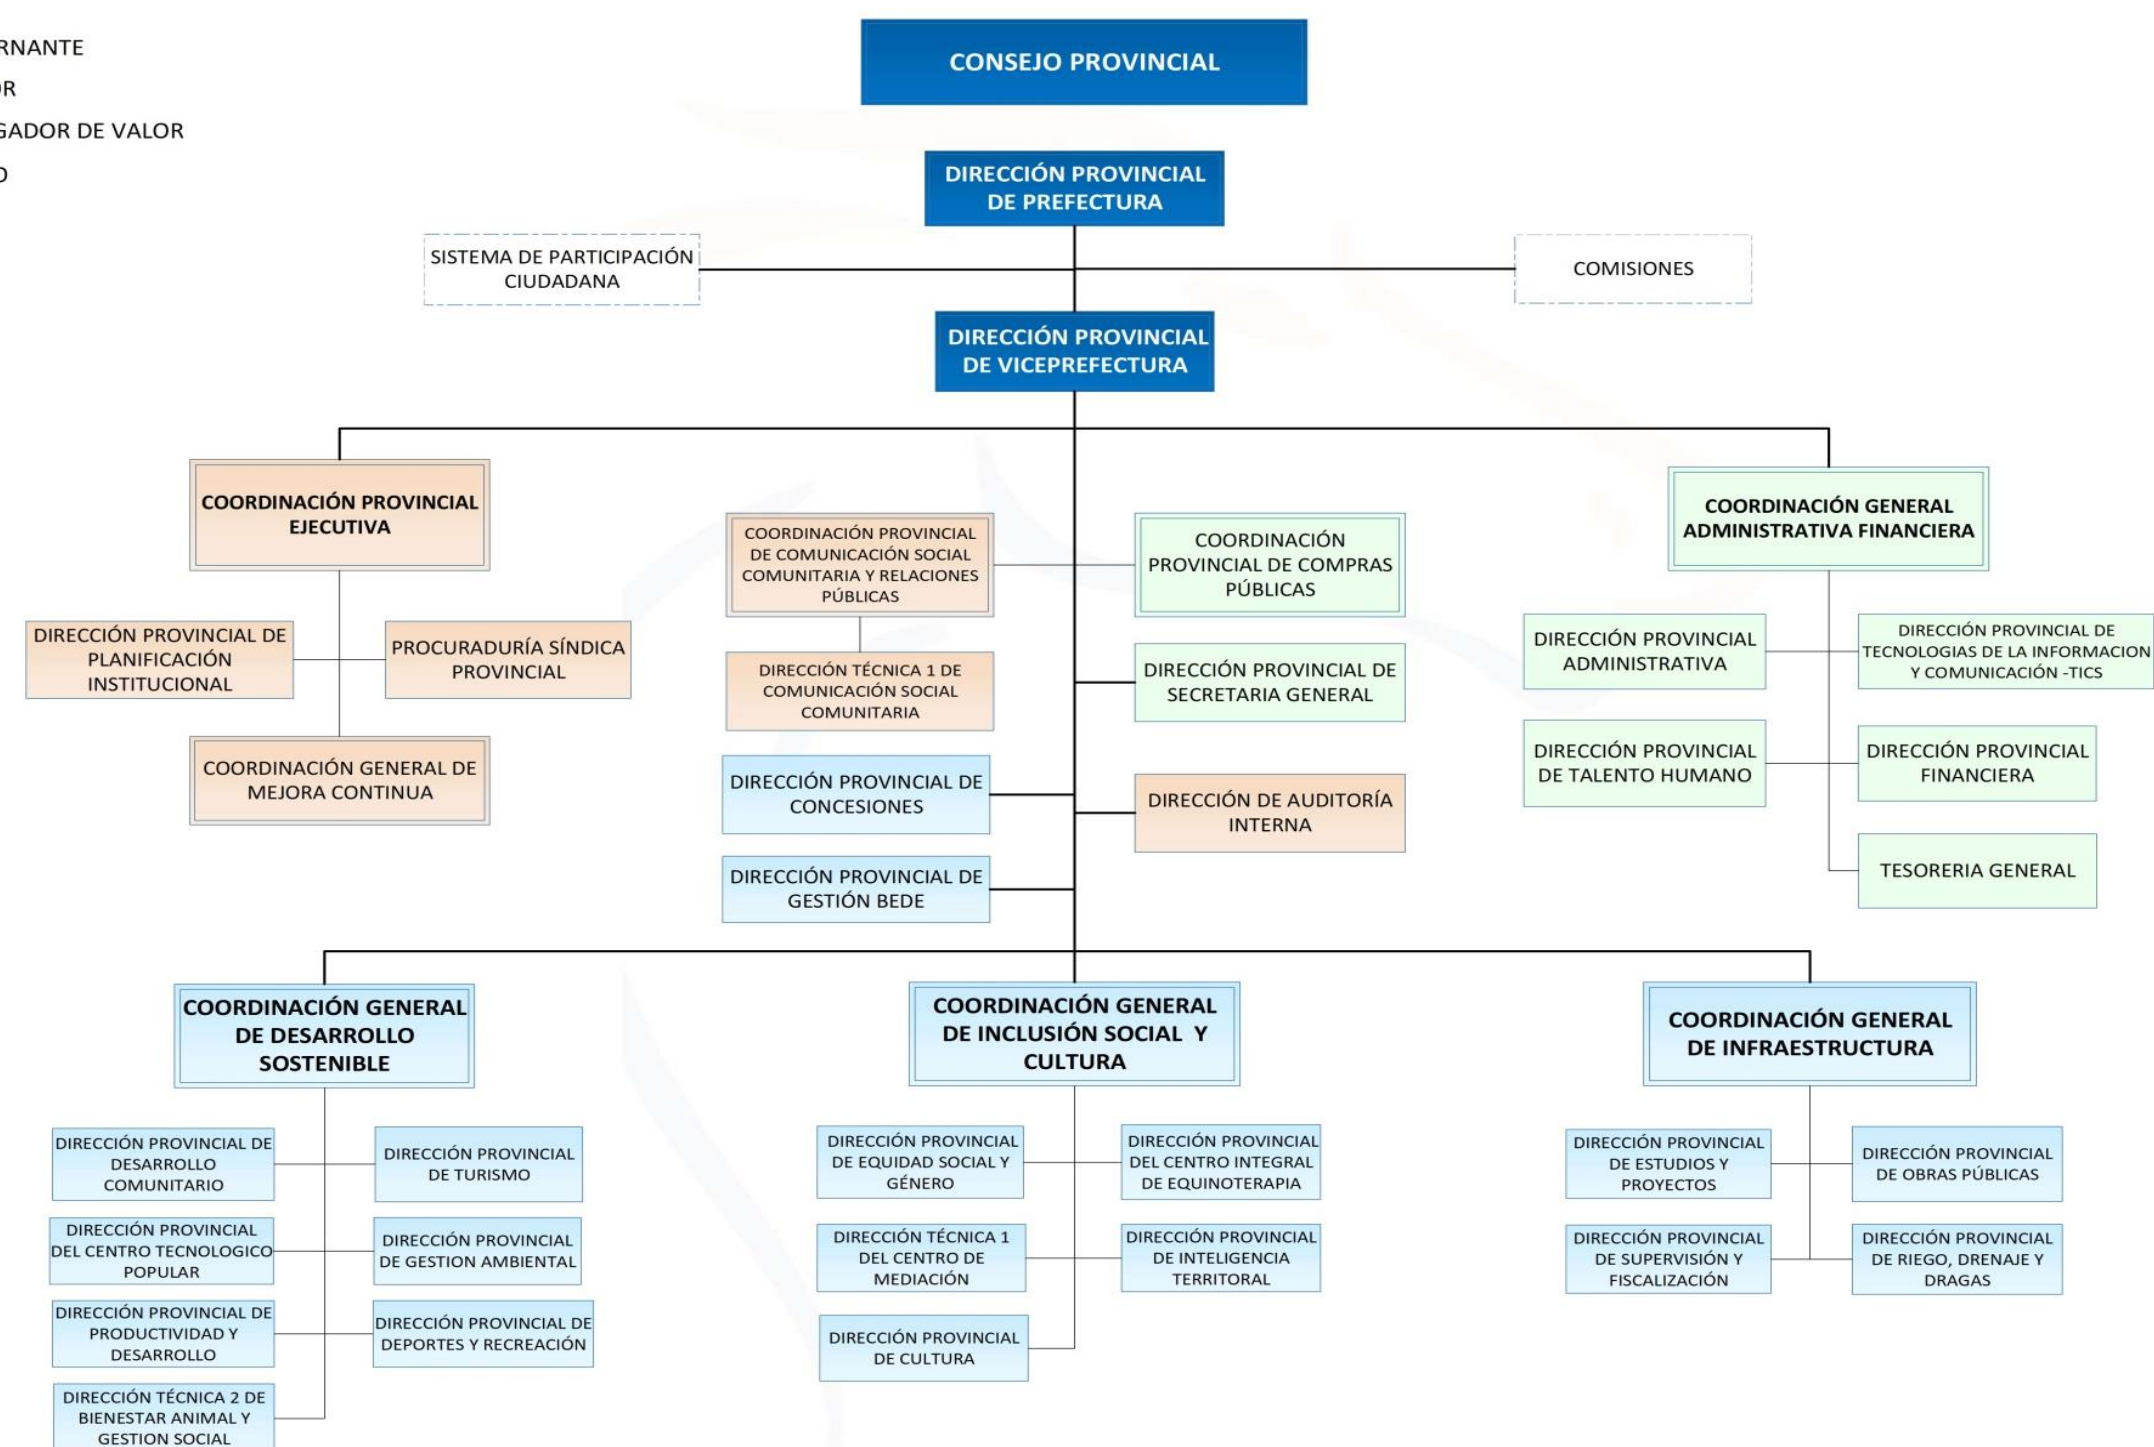 RNANTE
OR
GADOR DE VALOR
O
CONSEJO PROVINCIAL
DIRECCIÓN PROVINCIAL
DE PREFECTURA
SISTEMA DE PARTICIPACIÓN
CIUDADANA
COMISIONES
DIRECCIÓN PROVINCIAL
DE VICEPREFECTURA
COORDINACIÓN PROVINCIAL
EJECUTIVA
DIRECCIÓN PROVINCIAL DE
PLANIFICACIÓN
INSTITUCIONAL
PROCURADURÍA SÍNDICA
PROVINCIAL
COORDINACIÓN GENERAL DE
MEJORA CONTINUA
COORDINACIÓN PROVINCIAL
DE COMUNICACIÓN SOCIAL
COMUNITARIA Y RELACIONES
PÚBLICAS
DIRECCIÓN TÉCNICA 1 DE
COMUNICACIÓN SOCIAL
COMUNITARIA
DIRECCIÓN PROVINCIAL DE
CONCESIONES
DIRECCIÓN PROVINCIAL DE
GESTIÓN BEDE
COORDINACIÓN
PROVINCIAL DE COMPRAS
PÚBLICAS
DIRECCIÓN PROVINCIAL DE
SECRETARIA GENERAL
DIRECCIÓN DE AUDITORÍA
INTERNA
COORDINACIÓN GENERAL
ADMINISTRATIVA FINANCIERA
DIRECCIÓN PROVINCIAL
ADMINISTRATIVA
DIRECCIÓN PROVINCIAL DE
TECNOLOGIAS DE LA INFORMACION
Y COMUNICACIÓN -TICS
DIRECCIÓN PROVINCIAL
DE TALENTO HUMANO
DIRECCIÓN PROVINCIAL
FINANCIERA
TESORERIA GENERAL
COORDINACIÓN GENERAL
DE DESARROLLO
SOSTENIBLE
DIRECCIÓN PROVINCIAL DE
DESARROLLO
COMUNITARIO
DIRECCIÓN PROVINCIAL
DE TURISMO
DIRECCIÓN PROVINCIAL
DEL CENTRO TECNOLOGICO
POPULAR
DIRECCIÓN PROVINCIAL
DE GESTION AMBIENTAL
DIRECCIÓN PROVINCIAL DE
PRODUCTIVIDAD Y
DESARROLLO
DIRECCIÓN PROVINCIAL DE
DEPORTES Y RECREACIÓN
DIRECCIÓN TÉCNICA 2 DE
BIENESTAR ANIMAL Y
GESTION SOCIAL
COORDINACIÓN GENERAL
DE INCLUSIÓN SOCIAL Y
CULTURA
DIRECCIÓN PROVINCIAL
DE EQUIDAD SOCIAL Y
GÉNERO
DIRECCIÓN PROVINCIAL
DEL CENTRO INTEGRAL
DE EQUINOTERAPIA
DIRECCIÓN TÉCNICA 1
DEL CENTRO DE
MEDIACIÓN
DIRECCIÓN PROVINCIAL
DE INTELIGENCIA
TERRITORAL
DIRECCIÓN PROVINCIAL
DE CULTURA
COORDINACIÓN GENERAL
DE INFRAESTRUCTURA
DIRECCIÓN PROVINCIAL
DE ESTUDIOS Y
PROYECTOS
DIRECCIÓN PROVINCIAL
DE OBRAS PÚBLICAS
DIRECCIÓN PROVINCIAL
DE SUPERVISIÓN Y
FISCALIZACIÓN
DIRECCIÓN PROVINCIAL
DE RIEGO, DRENAJE Y
DRAGAS